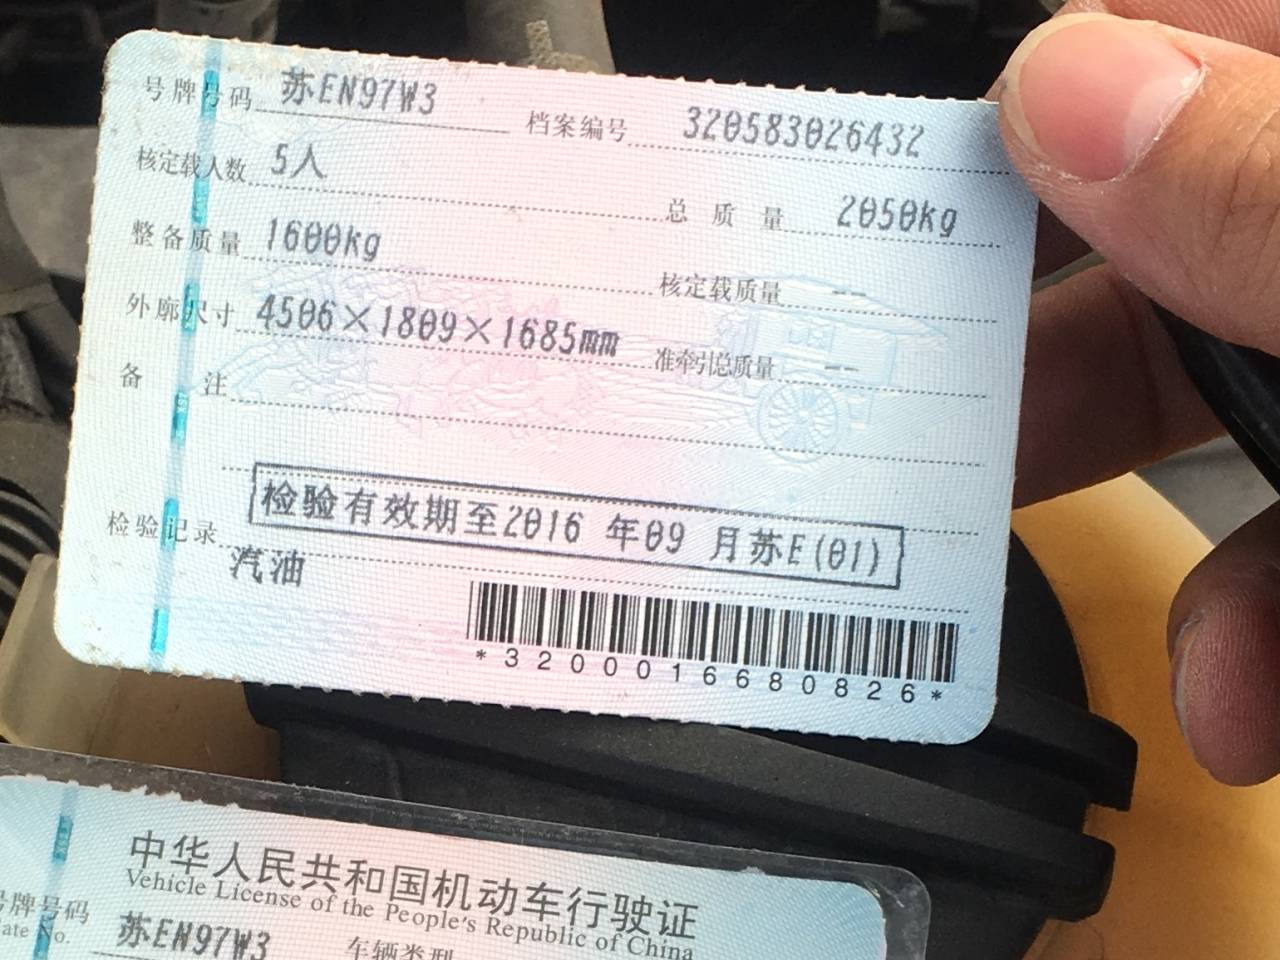 号牌号码 苏EN97W3 档案编号 320583026432
核定载人数 5人 总质量 2050kg
整备质量 1600kg 核定载质量 --
外廓尺寸 4506×1809×1685mm 准牵引总质量 --
备注
检验记录 检验有效期至2016 年09 月苏E(01)
汽油
*3200016680826*
中华人民共和国机动车行驶证
Vehicle License of the People's Republic of China
号牌号码 苏EN97W3 车辆类型
ate No.